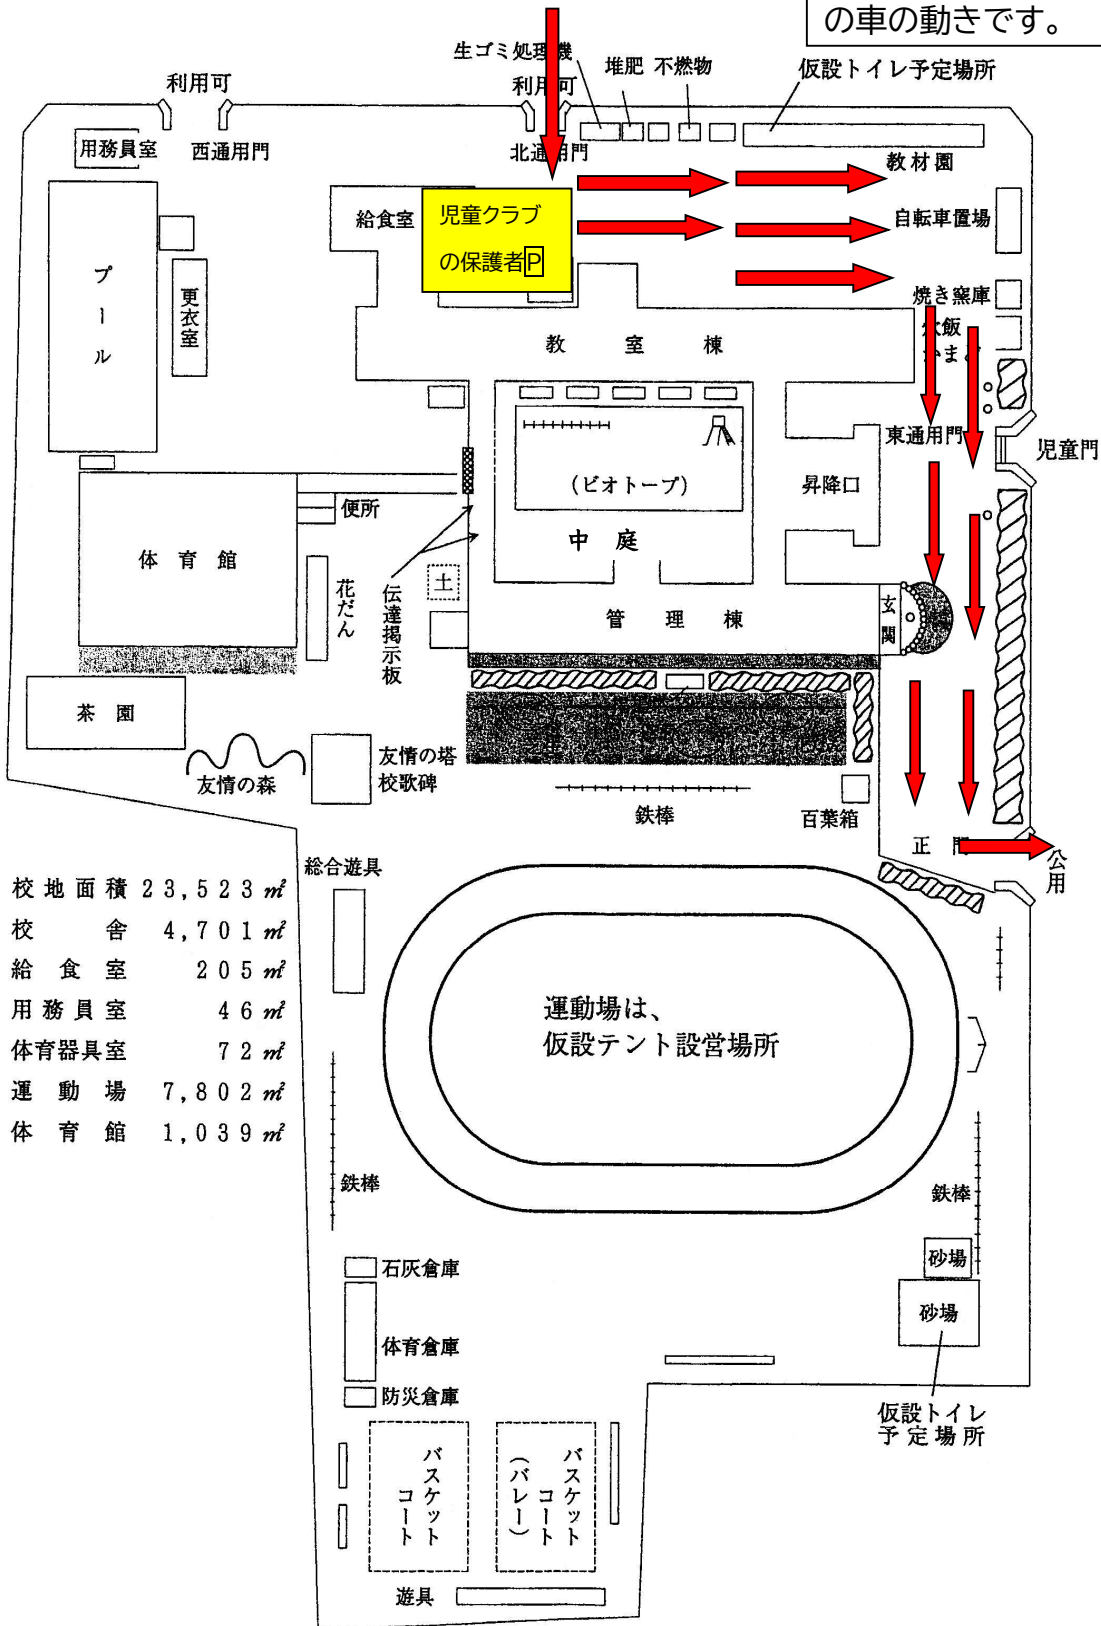 の車の動きです。
生ゴミ処理機
堆肥 不燃物
仮設トイレ予定場所
利用可
利用可
用務員室
西通用門
北通用門
教材園
給食室
児童クラブ
の保護者P
自転車置場
プール
更衣室
焼き窯庫
炊飯
かまど
教室棟
東通用門
児童門
(ビオトープ)
昇降口
便所
中庭
体育館
花だん
伝達掲示板
土
管理棟
玄関
茶園
友情の森
友情の塔
校歌碑
鉄棒
百葉箱
正門
公用
総合遊具
校地面積 23,523㎡
校舎 4,701㎡
給食室 205㎡
用務員室 46㎡
体育器具室 72㎡
運動場 7,802㎡
体育館 1,039㎡
運動場は、
仮設テント設営場所
鉄棒
鉄棒
砂場
石灰倉庫
砂場
体育倉庫
防災倉庫
仮設トイレ
予定場所
バスケット
コート
バスケット
コート
(バレー)
遊具